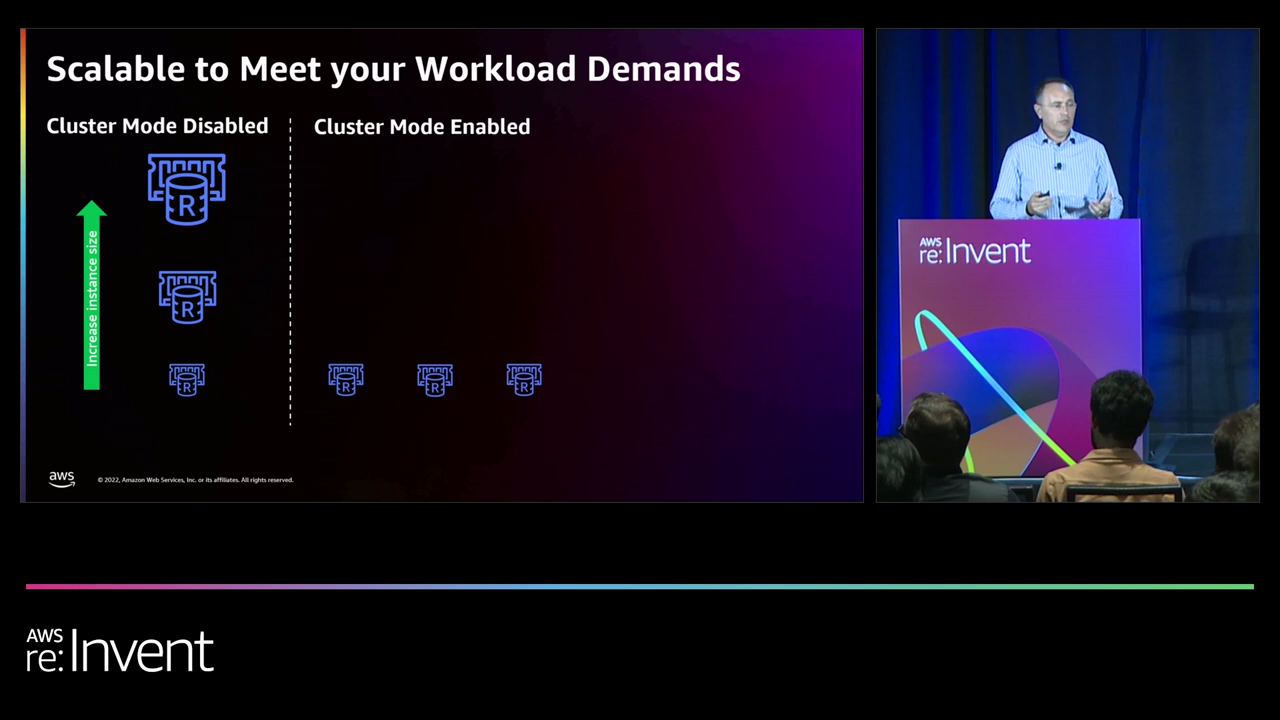 Scalable to Meet your Workload Demands
Cluster Mode Disabled
Cluster Mode Enabled
Increase instance size
R
R
R
R
R
R
aws
© 2022, Amazon Web Services, Inc. or its affiliates. All rights reserved.
AWS
re:Invent
AWS
re:Invent